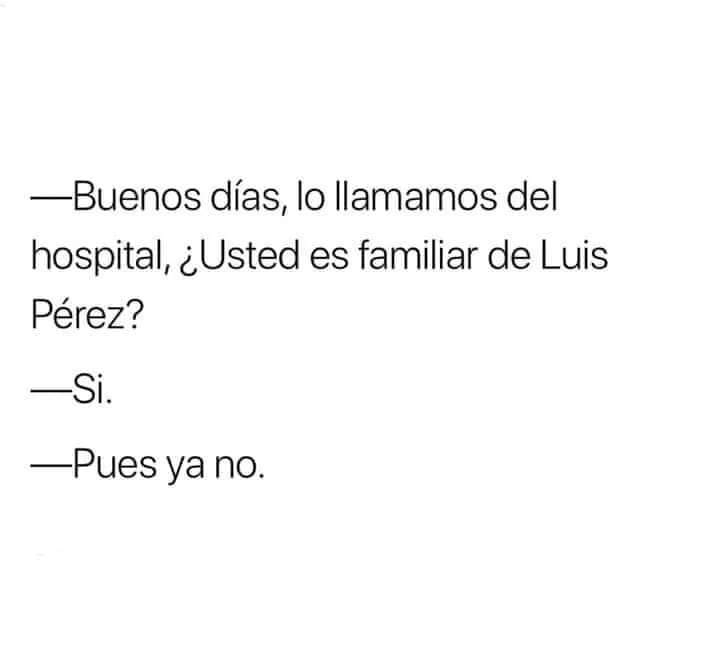 —Buenos días, lo llamamos del
hospital, ¿Usted es familiar de Luis
Pérez?
—Si.
—Pues ya no.